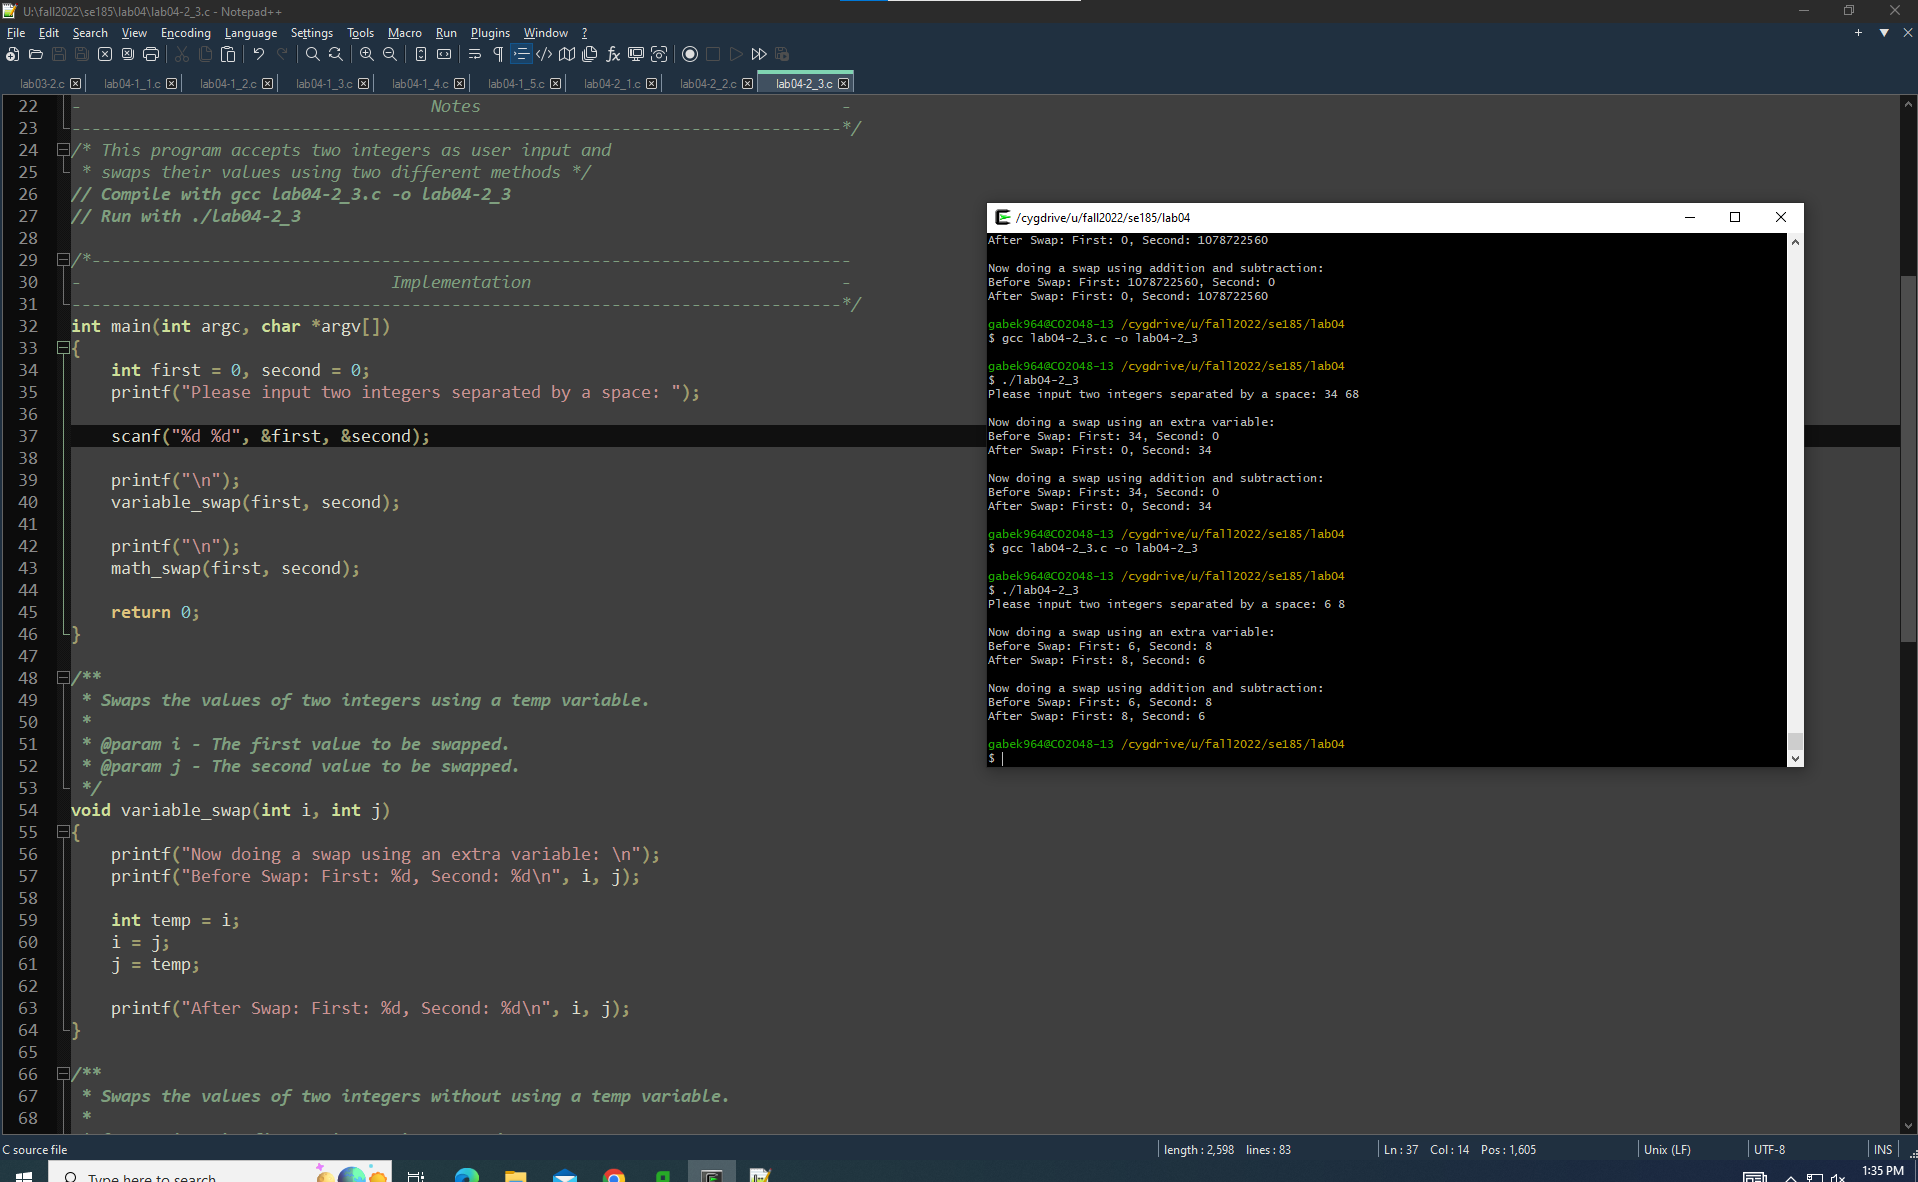 U:\fall2022\se185\lab04\lab04-2_3.c - Notepad++
File Edit Search View Encoding Language Settings Tools Macro Run Plugins Window ?
lab03-2.c lab04-1_1.c lab04-1_2.c lab04-1_3.c lab04-1_4.c lab04-1_5.c lab04-2_1.c lab04-2_2.c lab04-2_3.c
22 - Notes -
23 -----------------------------------------------------------------------------*/
24 /* This program accepts two integers as user input and
25  * swaps their values using two different methods */
26 // Compile with gcc lab04-2_3.c -o lab04-2_3
27 // Run with ./lab04-2_3
28
29 /*----------------------------------------------------------------------------
30 - Implementation -
31 -----------------------------------------------------------------------------*/
32 int main(int argc, char *argv[])
33 {
34     int first = 0, second = 0;
35     printf("Please input two integers separated by a space: ");
36
37     scanf("%d %d", &first, &second);
38
39     printf("\n");
40     variable_swap(first, second);
41
42     printf("\n");
43     math_swap(first, second);
44
45     return 0;
46 }
47
48 /**
49  * Swaps the values of two integers using a temp variable.
50  *
51  * @param i - The first value to be swapped.
52  * @param j - The second value to be swapped.
53  */
54 void variable_swap(int i, int j)
55 {
56     printf("Now doing a swap using an extra variable: \n");
57     printf("Before Swap: First: %d, Second: %d\n", i, j);
58
59     int temp = i;
60     i = j;
61     j = temp;
62
63     printf("After Swap: First: %d, Second: %d\n", i, j);
64 }
65
66 /**
67  * Swaps the values of two integers without using a temp variable.
68  *
/cygdrive/u/fall2022/se185/lab04
After Swap: First: 0, Second: 1078722560
Now doing a swap using addition and subtraction:
Before Swap: First: 1078722560, Second: 0
After Swap: First: 0, Second: 1078722560
gabek964@CO2048-13 /cygdrive/u/fall2022/se185/lab04
$ gcc lab04-2_3.c -o lab04-2_3
gabek964@CO2048-13 /cygdrive/u/fall2022/se185/lab04
$ ./lab04-2_3
Please input two integers separated by a space: 34 68
Now doing a swap using an extra variable:
Before Swap: First: 34, Second: 0
After Swap: First: 0, Second: 34
Now doing a swap using addition and subtraction:
Before Swap: First: 34, Second: 0
After Swap: First: 0, Second: 34
gabek964@CO2048-13 /cygdrive/u/fall2022/se185/lab04
$ gcc lab04-2_3.c -o lab04-2_3
gabek964@CO2048-13 /cygdrive/u/fall2022/se185/lab04
$ ./lab04-2_3
Please input two integers separated by a space: 6 8
Now doing a swap using an extra variable:
Before Swap: First: 6, Second: 8
After Swap: First: 8, Second: 6
Now doing a swap using addition and subtraction:
Before Swap: First: 6, Second: 8
After Swap: First: 8, Second: 6
gabek964@CO2048-13 /cygdrive/u/fall2022/se185/lab04
$
C source file length : 2,598 lines : 83 Ln : 37 Col : 14 Pos : 1,605 Unix (LF) UTF-8 INS
Type here to search
1:35 PM